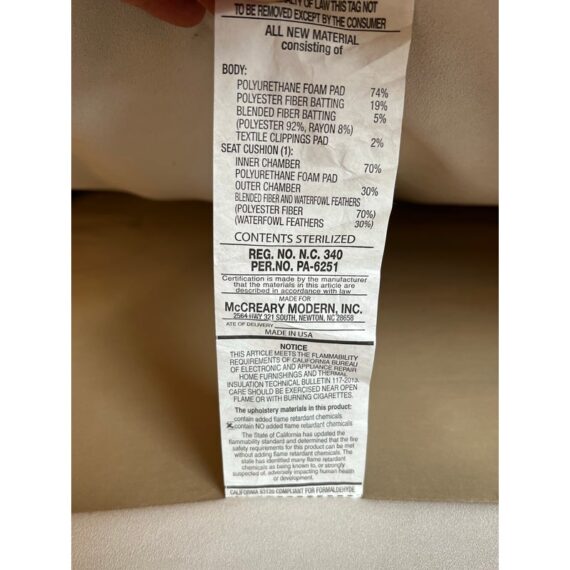 OF LAW THIS TAG NOT
TO BE REMOVED EXCEPT BY THE CONSUMER
ALL NEW MATERIAL
consisting of
BODY:
POLYURETHANE FOAM PAD 74%
POLYESTER FIBER BATTING 19%
BLENDED FIBER BATTING 5%
(POLYESTER 92%, RAYON 8%)
TEXTILE CLIPPINGS PAD 2%
SEAT CUSHION (1):
INNER CHAMBER 70%
POLYURETHANE FOAM PAD
OUTER CHAMBER 30%
BLENDED FIBER AND WATERFOWL FEATHERS
(POLYESTER FIBER 70%)
(WATERFOWL FEATHERS 30%)
CONTENTS STERILIZED
REG. NO. N.C. 340
PER.NO. PA-6251
Certification is made by the manufacturer
that the materials in this article are
described in accordance with law
MADE FOR
McCREARY MODERN, INC.
2564 HWY 321 SOUTH, NEWTON, NC 28658
ATE OF DELIVERY
MADE IN USA
NOTICE
THIS ARTICLE MEETS THE FLAMMABILITY
REQUIREMENTS OF CALIFORNIA BUREAU
OF ELECTRONIC AND APPLIANCE REPAIR
HOME FURNISHINGS AND THERMAL
INSULATION TECHNICAL BULLETIN 117-2013.
CARE SHOULD BE EXERCISED NEAR OPEN
FLAME OR WITH BURNING CIGARETTES.
The upholstery materials in this product:
contain added flame retardant chemicals
contain NO added flame retardant chemicals
The State of California has updated the
flammability standard and determined that the fire
safety requirements for this product can be met
without adding flame retardant chemicals. The
state has identified many flame retardant
chemicals as being known to, or strongly
suspected of, adversely impacting human health
or development.
CALIFORNIA 93120 COMPLIANT FOR FORMALDEHYDE